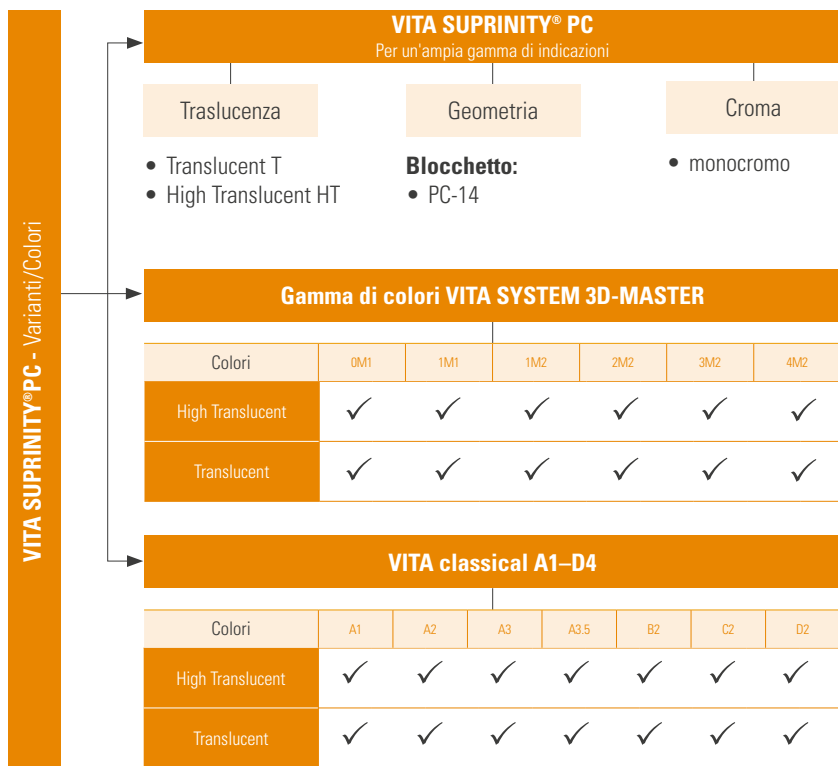 VITA SUPRINITY® PC - Varianti/Colori
VITA SUPRINITY® PC
Per un'ampia gamma di indicazioni
Traslucenza
Geometria
Croma
• Translucent T
• High Translucent HT
Blocchetto:
• PC-14
• monocromo
Gamma di colori VITA SYSTEM 3D-MASTER
Colori 0M1 1M1 1M2 2M2 3M2 4M2
High Translucent ✓ ✓ ✓ ✓ ✓ ✓
Translucent ✓ ✓ ✓ ✓ ✓ ✓
VITA classical A1–D4
Colori A1 A2 A3 A3.5 B2 C2 D2
High Translucent ✓ ✓ ✓ ✓ ✓ ✓ ✓
Translucent ✓ ✓ ✓ ✓ ✓ ✓ ✓